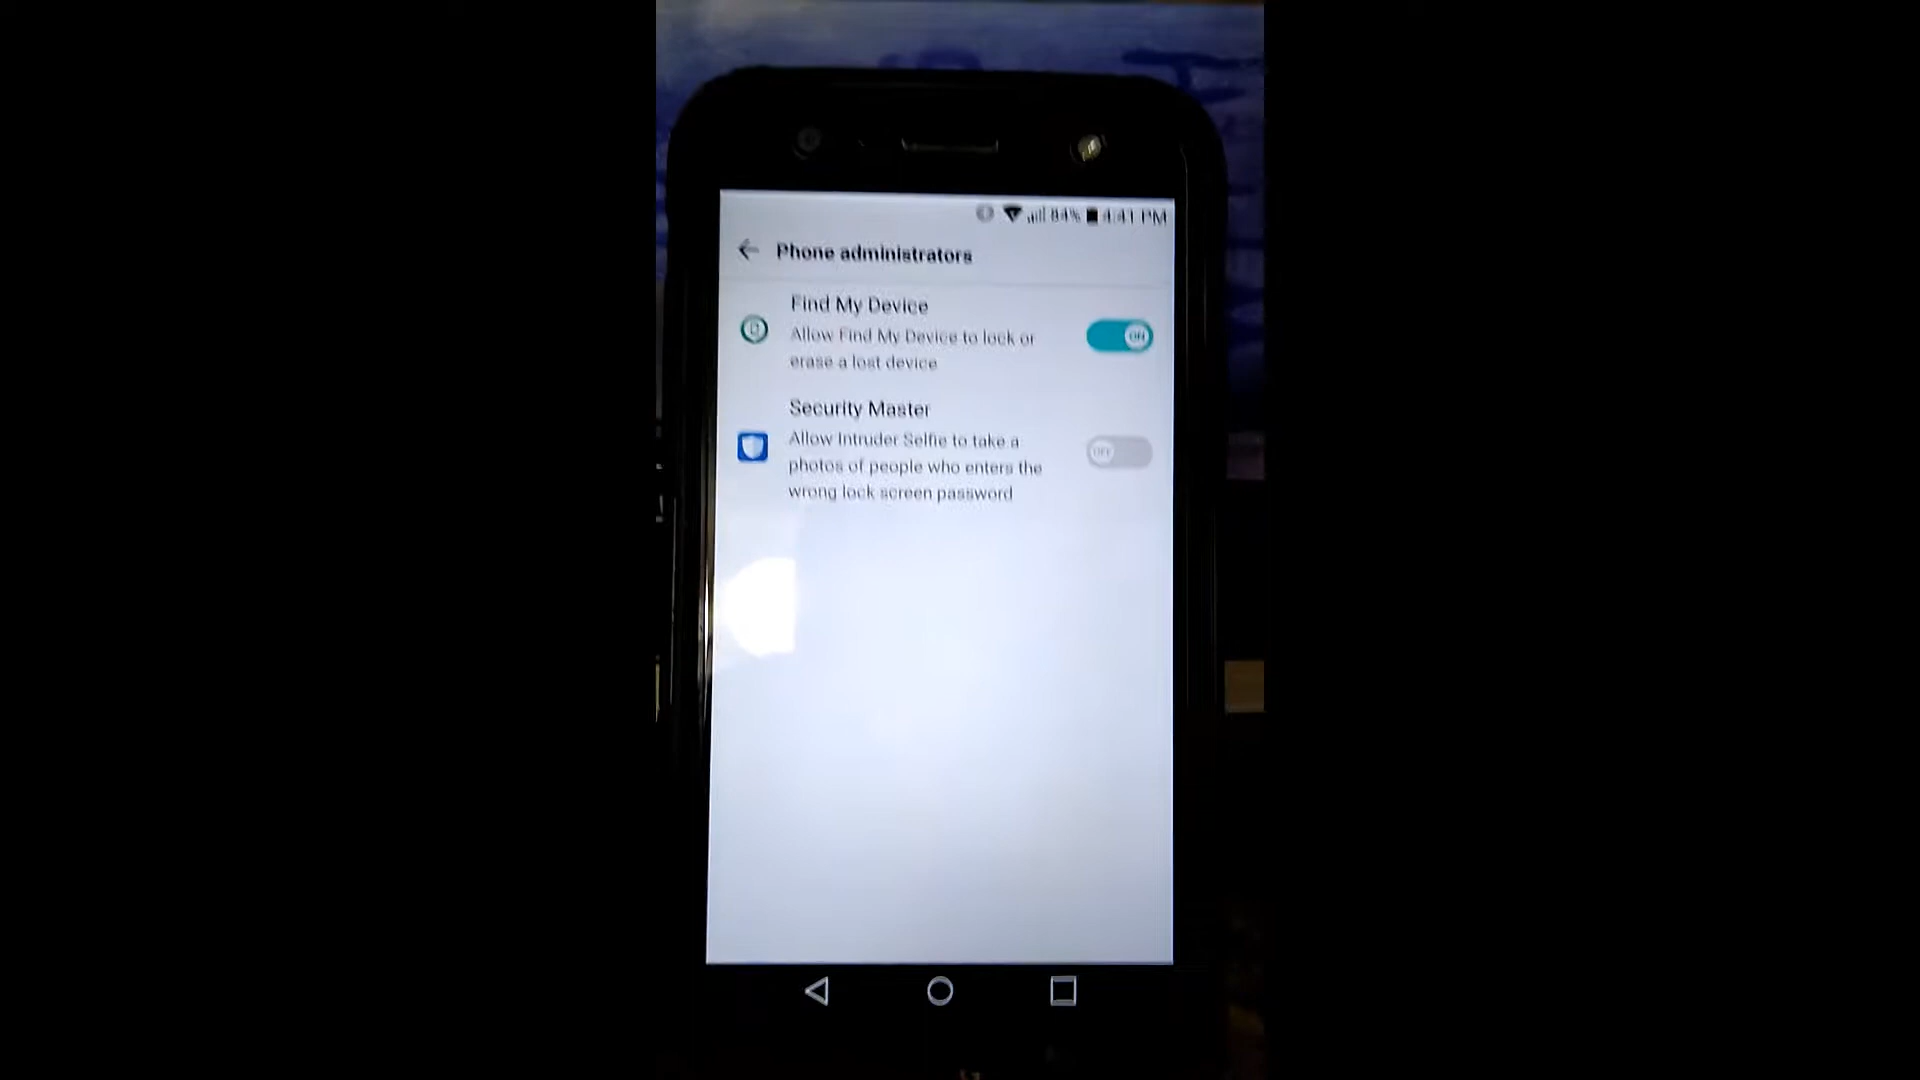 84% 4:41 PM
Phone administrators
Find My Device
Allow Find My Device to lock or
erase a lost device
ON
Security Master
Allow Intruder Selfie to take a
photos of people who enters the
wrong lock screen password
OFF